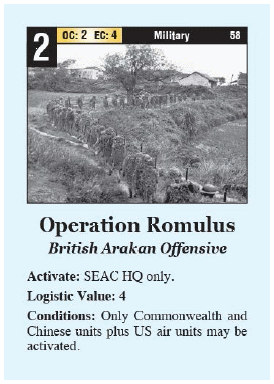 2 OC: 2 EC: 4 Military 58
Operation Romulus
British Arakan Offensive
Activate: SEAC HQ only.
Logistic Value: 4
Conditions: Only Commonwealth and
Chinese units plus US air units may be
activated.